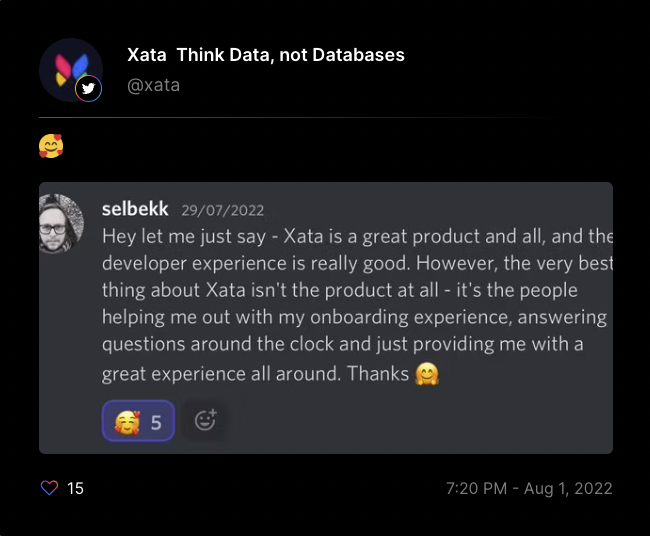 Xata Think Data, not Databases
@xata
🥰
selbekk 29/07/2022
Hey let me just say - Xata is a great product and all, and the
developer experience is really good. However, the very best
thing about Xata isn't the product at all - it's the people
helping me out with my onboarding experience, answering
questions around the clock and just providing me with a
great experience all around. Thanks 🤗
🥰 5
15 7:20 PM - Aug 1, 2022